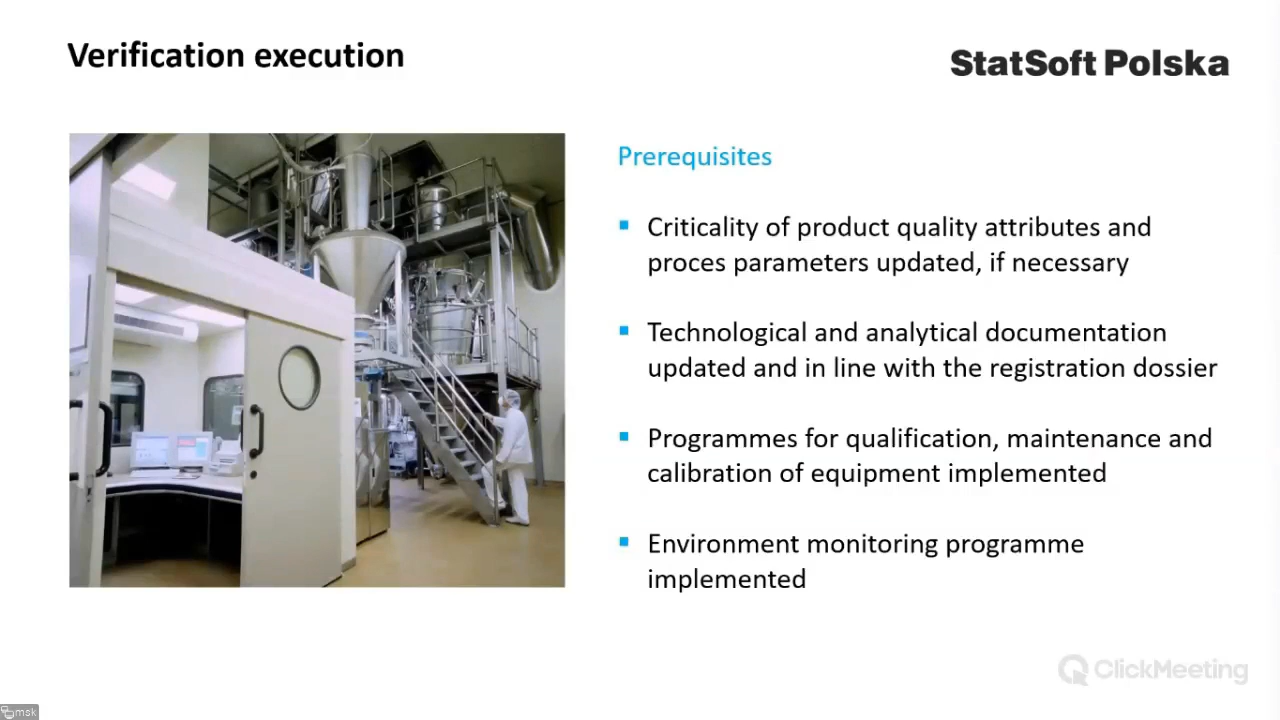 Verification execution
StatSoft Polska
Prerequisites
Criticality of product quality attributes and
proces parameters updated, if necessary
Technological and analytical documentation
updated and in line with the registration dossier
Programmes for qualification, maintenance and
calibration of equipment implemented
Environment monitoring programme
implemented
ClickMeeting
msk